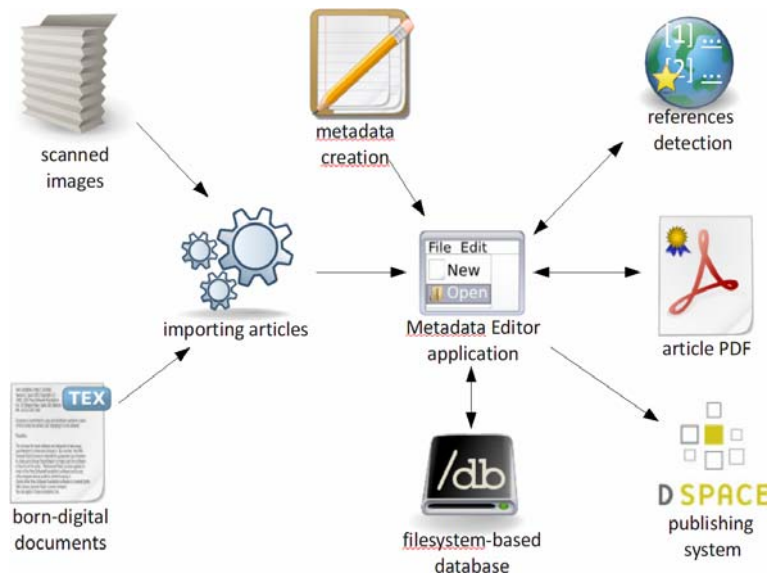 scanned
images
metadata
creation
[1] ...
[2] ...
references
detection
importing articles
File Edit
New
Open
Metadata Editor
application
article PDF
TEX
born-digital
documents
/db
filesystem-based
database
D SPACE
publishing
system